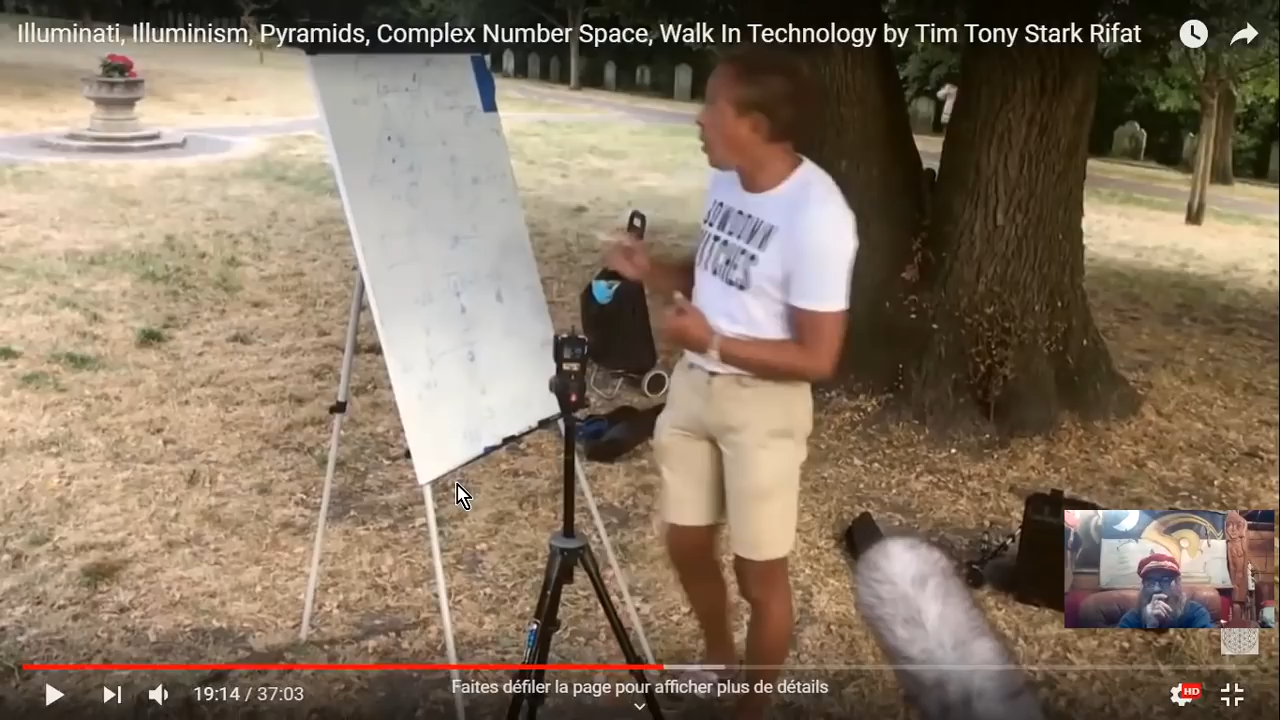 Illuminati, Illuminism, Pyramids, Complex Number Space, Walk In Technology by Tim Tony Stark Rifat
19:14 / 37:03
Faites défiler la page pour afficher plus de détails
HD